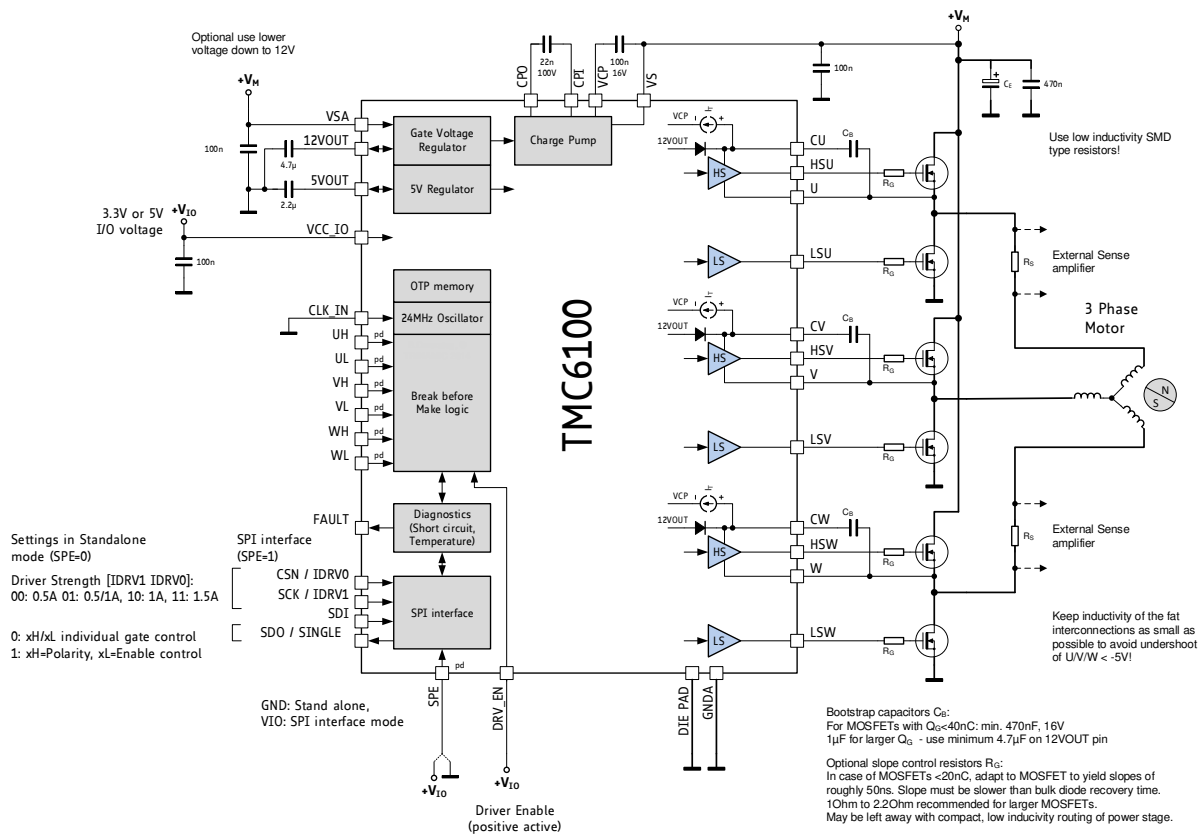 +VM
Optional use lower
voltage down to 12V
+VM
22n
100V
100n
16V
CPO
CPI
VCP
VS
100n
CE
470n
VSA
12VOUT
5VOUT
100n
4.7µ
2.2µ
Gate Voltage
Regulator
5V Regulator
Charge Pump
Use low inductivity SMD
type resistors!
3.3V or 5V
I/O voltage
+VIO
VCC_IO
100n
VCP
+
12VOUT
HS
CU
CB
HSU
RG
U
LS
LSU
RG
RS
External Sense
amplifier
3 Phase
Motor
N
S
OTP memory
24MHz Oscillator
Break before
Make logic
CLK_IN
UH
pd
UL
pd
VH
pd
VL
pd
WH
pd
WL
pd
TMC6100
VCP
+
12VOUT
HS
CV
CB
HSV
RG
V
LS
LSV
RG
FAULT
Diagnostics
(Short circuit,
Temperature)
VCP
+
12VOUT
HS
CW
CB
HSW
RG
W
LS
LSW
RG
RS
External Sense
amplifier
Settings in Standalone
mode (SPE=0)
SPI interface
(SPE=1)
Driver Strength [IDRV1 IDRV0]:
00: 0.5A 01: 0.5/1A, 10: 1A, 11: 1.5A
CSN / IDRV0
SCK / IDRV1
SDI
SDO / SINGLE
SPI interface
0: xH/xL individual gate control
1: xH=Polarity, xL=Enable control
Keep inductivity of the fat
interconnections as small as
possible to avoid undershoot
of U/V/W < -5V!
pd
SPE
DRV_EN
DIE PAD
GNDA
GND: Stand alone,
VIO: SPI interface mode
+VIO
+VIO
Driver Enable
(positive active)
Bootstrap capacitors CB:
For MOSFETs with QG<40nC: min. 470nF, 16V
1µF for larger QG - use minimum 4.7µF on 12VOUT pin
Optional slope control resistors RG:
In case of MOSFETs <20nC, adapt to MOSFET to yield slopes of
roughly 50ns. Slope must be slower than bulk diode recovery time.
1Ohm to 2.2Ohm recommended for larger MOSFETs.
May be left away with compact, low inducivity routing of power stage.